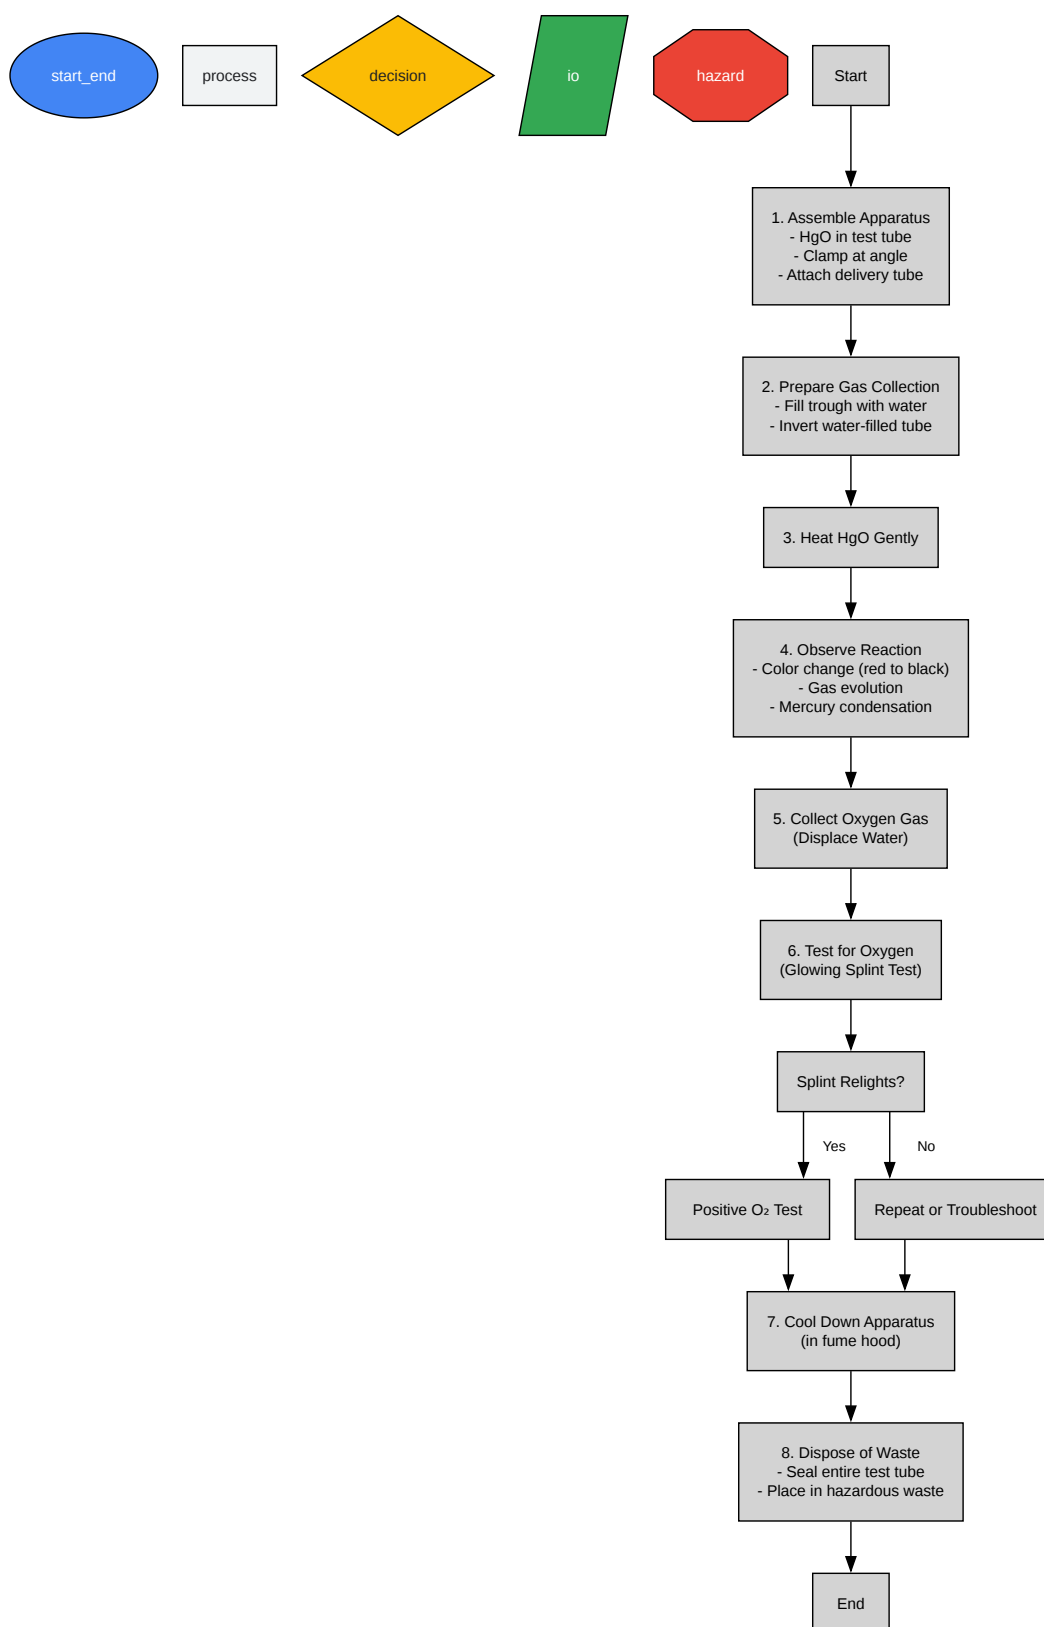 start_end
process
decision
io
hazard
Start
1. Assemble Apparatus
- HgO in test tube
- Clamp at angle
- Attach delivery tube
2. Prepare Gas Collection
- Fill trough with water
- Invert water-filled tube
3. Heat HgO Gently
4. Observe Reaction
- Color change (red to black)
- Gas evolution
- Mercury condensation
5. Collect Oxygen Gas
(Displace Water)
6. Test for Oxygen
(Glowing Splint Test)
Splint Relights?
Yes
No
Positive O₂ Test
Repeat or Troubleshoot
7. Cool Down Apparatus
(in fume hood)
8. Dispose of Waste
- Seal entire test tube
- Place in hazardous waste
End